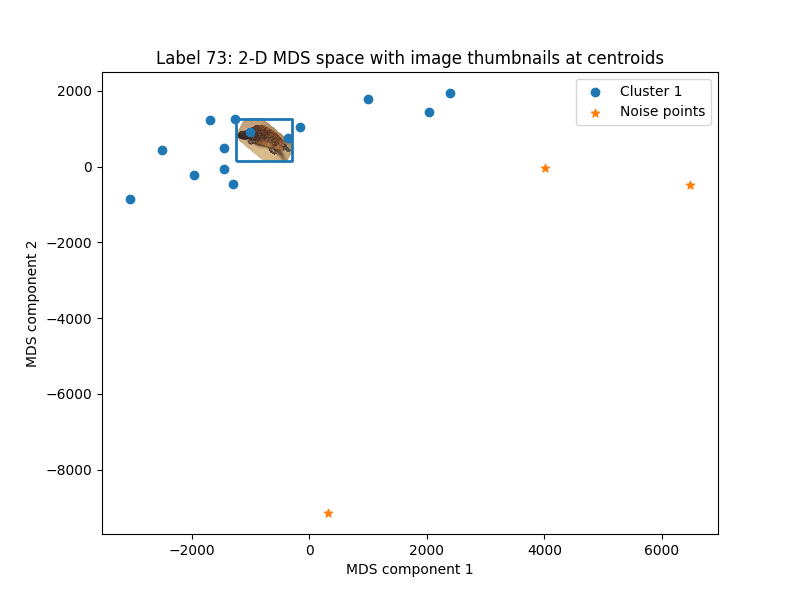 Label 73: 2-D MDS space with image thumbnails at centroids
Cluster 1
Noise points
2000
0
−2000
−4000
−6000
−8000
MDS component 2
−2000
0
2000
4000
6000
MDS component 1